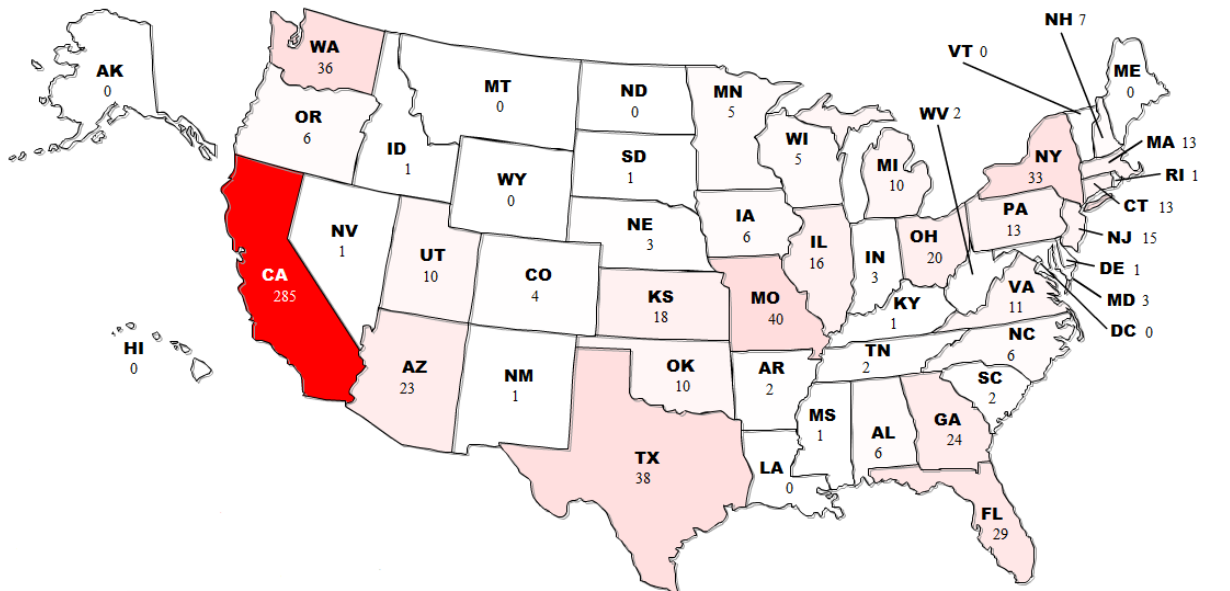 NH 7
VT 0
ME
0
WA
36
AK
0
MT
0
ND
0
MN
5
WV 2
OR
6
WI
5
MA 13
ID
1
SD
1
MI
10
NY
33
RI 1
WY
0
CT 13
PA
13
NV
1
NE
3
IA
6
NJ 15
UT
10
IL
16
OH
20
IN
3
DE 1
CA
285
CO
4
KS
18
MO
40
VA
11
MD 3
KY
1
DC 0
HI
0
NC
6
TN
2
AZ
23
NM
1
OK
10
AR
2
SC
2
MS
1
AL
6
GA
24
TX
38
LA
0
FL
29